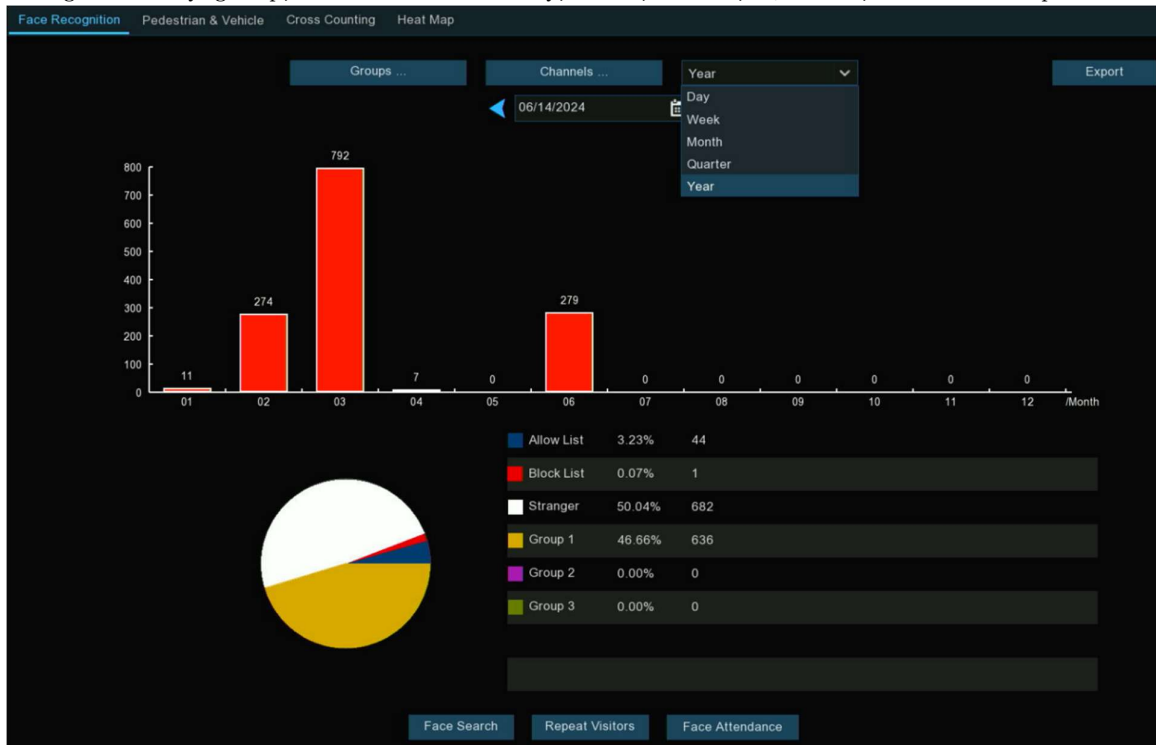 Face Recognition Pedestrian & Vehicle Cross Counting Heat Map
Groups ... Channels ... Year Export
06/14/2024
Day
Week
Month
Quarter
Year
800
700
600
500
400
300
200
100
0
11 274 792 7 0 279 0 0 0 0 0 0
01 02 03 04 05 06 07 08 09 10 11 12 /Month
Allow List 3.23% 44
Block List 0.07% 1
Stranger 50.04% 682
Group 1 46.66% 636
Group 2 0.00% 0
Group 3 0.00% 0
Face Search Repeat Visitors Face Attendance